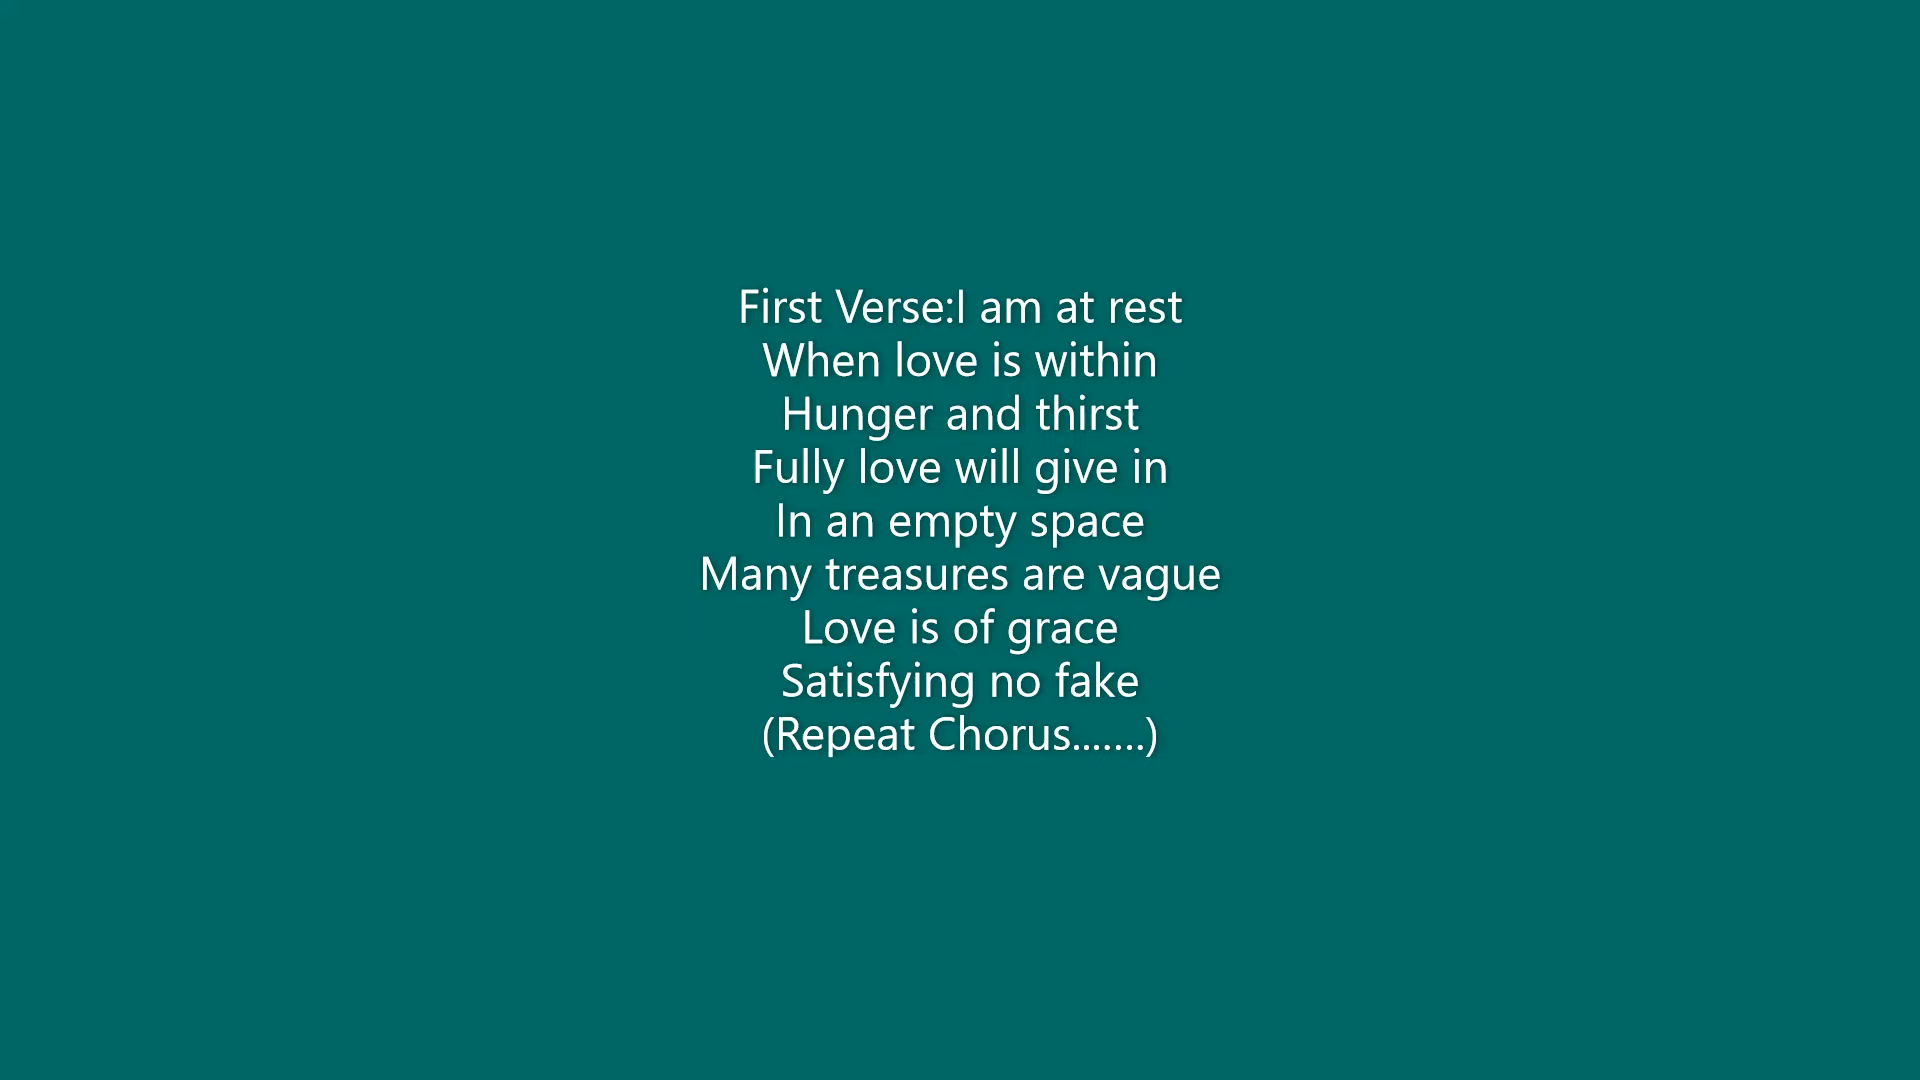 First Verse:I am at rest
When love is within
Hunger and thirst
Fully love will give in
In an empty space
Many treasures are vague
Love is of grace
Satisfying no fake
(Repeat Chorus.......)